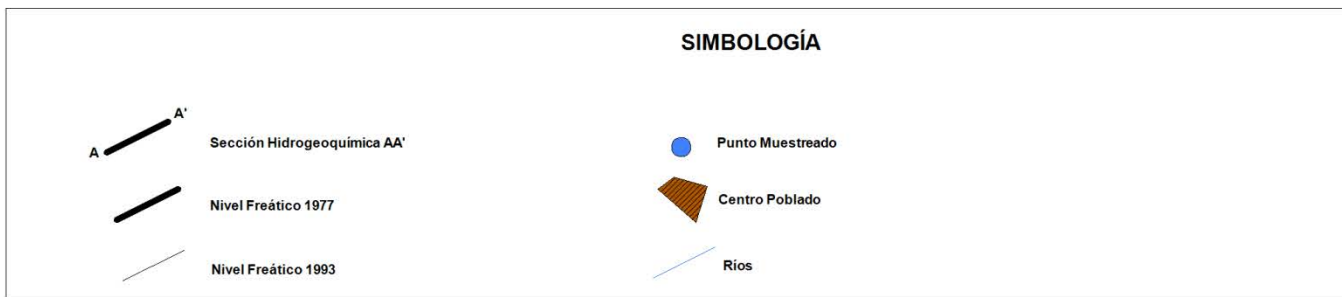 SIMBOLOGÍA
A'
A
Sección Hidrogeoquímica AA'
Nivel Freático 1977
Nivel Freático 1993
Punto Muestreado
Centro Poblado
Ríos